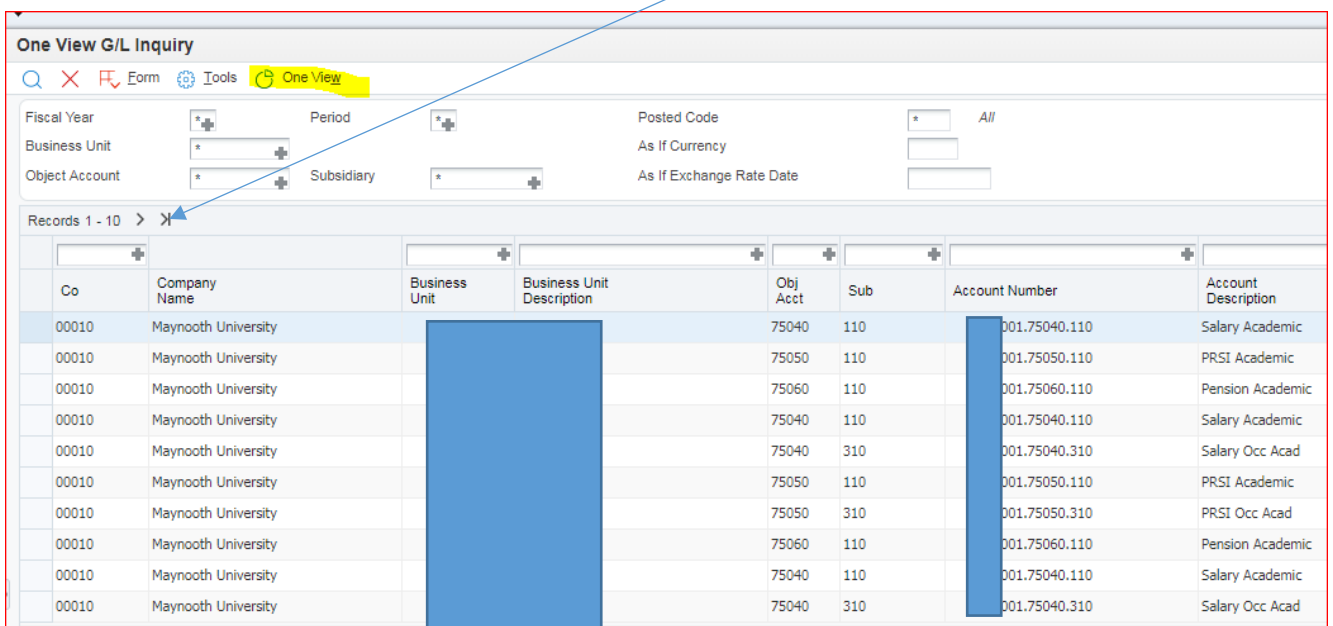 One View G/L Inquiry
Form Tools One View
Fiscal Year * Period * Posted Code * All
Business Unit * As If Currency
Object Account * Subsidiary * As If Exchange Rate Date
Records 1 - 10
Co Company Name Business Unit Business Unit Description Obj Acct Sub Account Number Account Description
00010 Maynooth University 75040 110 001.75040.110 Salary Academic
00010 Maynooth University 75050 110 001.75050.110 PRSI Academic
00010 Maynooth University 75060 110 001.75060.110 Pension Academic
00010 Maynooth University 75040 110 001.75040.110 Salary Academic
00010 Maynooth University 75040 310 001.75040.310 Salary Occ Acad
00010 Maynooth University 75050 110 001.75050.110 PRSI Academic
00010 Maynooth University 75050 310 001.75050.310 PRSI Occ Acad
00010 Maynooth University 75060 110 001.75060.110 Pension Academic
00010 Maynooth University 75040 110 001.75040.110 Salary Academic
00010 Maynooth University 75040 310 001.75040.310 Salary Occ Acad